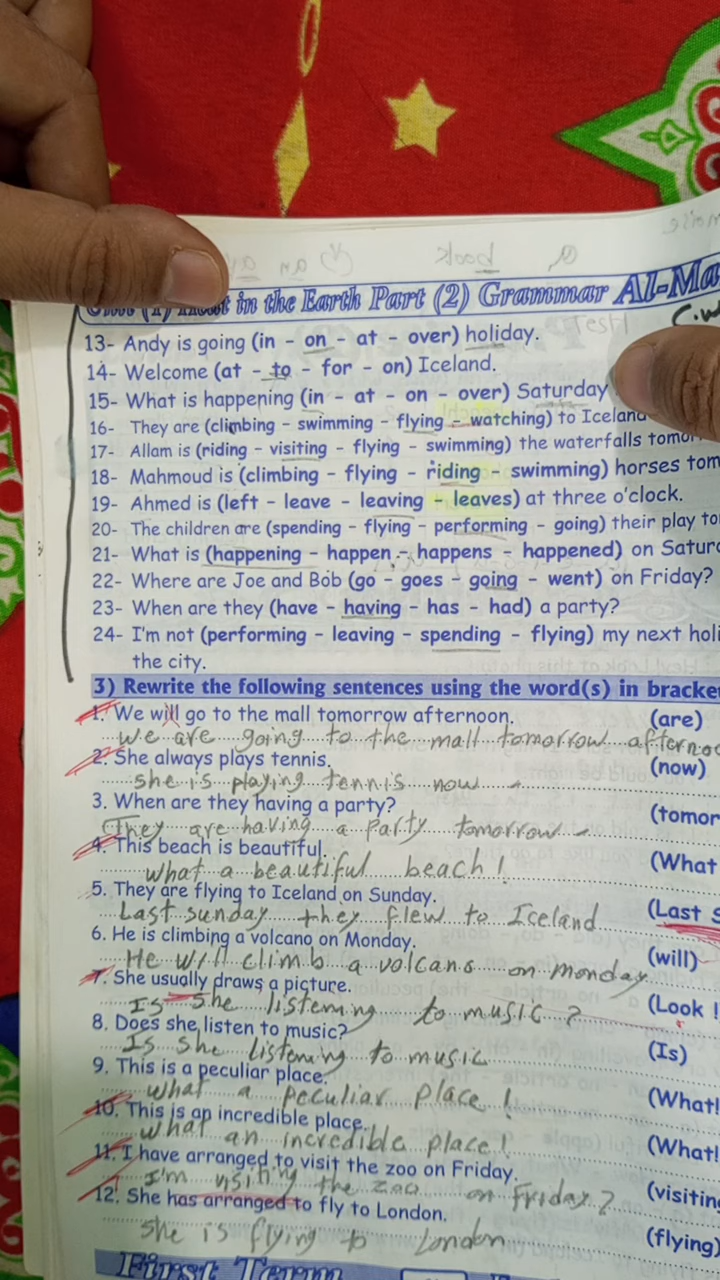 in the Earth Part (2) Grammar
Test1
13- Andy is going (in - on - at - over) holiday.
14- Welcome (at - to - for - on) Iceland.
15- What is happening (in - at - on - over) Saturday
16- They are (climbing - swimming - flying - watching) to Iceland
17- Allam is (riding - visiting - flying - swimming) the waterfalls
18- Mahmoud is (climbing - flying - riding - swimming) horses
19- Ahmed is (left - leave - leaving - leaves) at three o'clock.
20- The children are (spending - flying - performing - going) their play
21- What is (happening - happen - happens - happened) on
22- Where are Joe and Bob (go - goes - going - went) on Friday?
23- When are they (have - having - has - had) a party?
24- I'm not (performing - leaving - spending - flying) my next
the city.
3) Rewrite the following sentences using the word(s) in
1. We will go to the mall tomorrow afternoon. (are)
we are going to the mall tomorrow
2. She always plays tennis. (now)
she is playing tennis now
3. When are they having a party?
They are having a party tomorrow
4. This beach is beautiful. (What
what a beautiful beach!
5. They are flying to Iceland on Sunday. (Last
Last sunday they flew to Iceland
6. He is climbing a volcano on Monday. (will)
He will climb a volcans on monday
7. She usually draws a picture. (Look !
Is she listening to music?
8. Does she listen to music? (Is)
Is she listening to music
9. This is a peculiar place. (What!
what a peculiar place!
10. This is an incredible place. (What!
what an incredible place!
11. I have arranged to visit the zoo on Friday. (visiting
I'm visiting the zoo on Friday?
12. She has arranged to fly to London. (flying)
she is flying to London
First Term